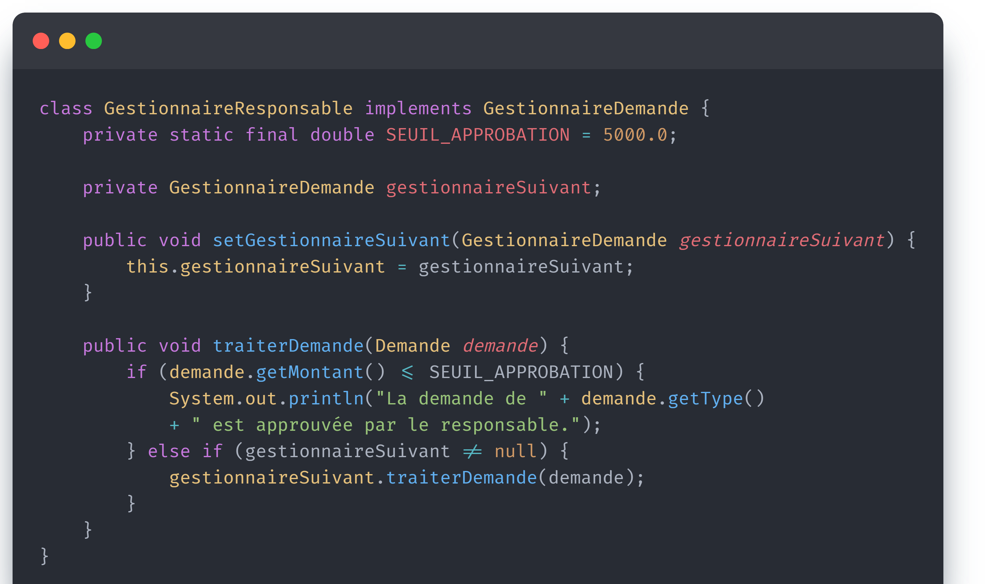 class GestionnaireResponsable implements GestionnaireDemande {
    private static final double SEUIL_APPROBATION = 5000.0;

    private GestionnaireDemande gestionnaireSuivant;

    public void setGestionnaireSuivant(GestionnaireDemande gestionnaireSuivant) {
        this.gestionnaireSuivant = gestionnaireSuivant;
    }

    public void traiterDemande(Demande demande) {
        if (demande.getMontant() <= SEUIL_APPROBATION) {
            System.out.println("La demande de " + demande.getType()
            + " est approuvée par le responsable.");
        } else if (gestionnaireSuivant != null) {
            gestionnaireSuivant.traiterDemande(demande);
        }
    }
}